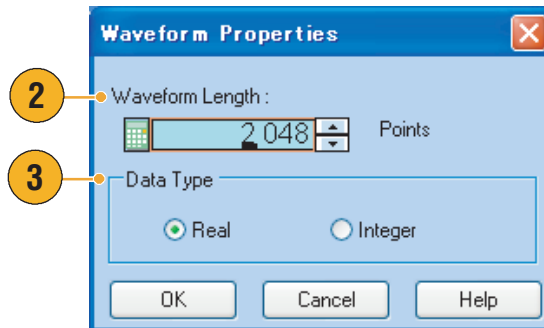 Waveform Properties
2
Waveform Length :
2 048
Points
3
Data Type
Real
Integer
OK
Cancel
Help